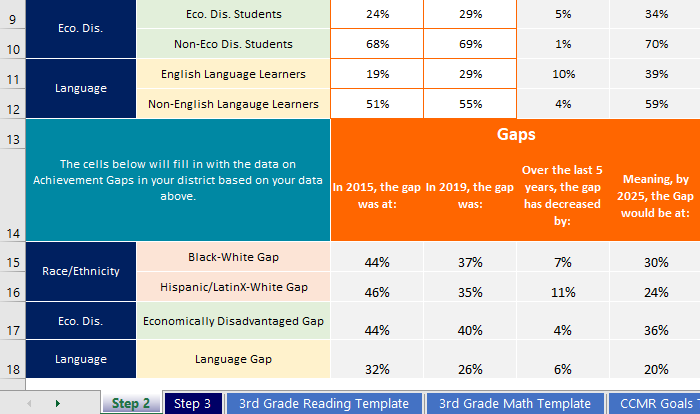 9 Eco. Dis. Eco. Dis. Students 24% 29% 5% 34%
10 Non-Eco Dis. Students 68% 69% 1% 70%
11 Language English Language Learners 19% 29% 10% 39%
12 Non-English Langauge Learners 51% 55% 4% 59%
13 Gaps
14 The cells below will fill in with the data on
Achievement Gaps in your district based on your data
above.
In 2015, the gap
was at:
In 2019, the gap
was:
Over the last 5
years, the gap
has decreased
by:
Meaning, by
2025, the Gap
would be at:
15 Race/Ethnicity Black-White Gap 44% 37% 7% 30%
16 Hispanic/LatinX-White Gap 46% 35% 11% 24%
17 Eco. Dis. Economically Disadvantaged Gap 44% 40% 4% 36%
18 Language Language Gap 32% 26% 6% 20%
Step 2 Step 3 3rd Grade Reading Template 3rd Grade Math Template CCMR Goals